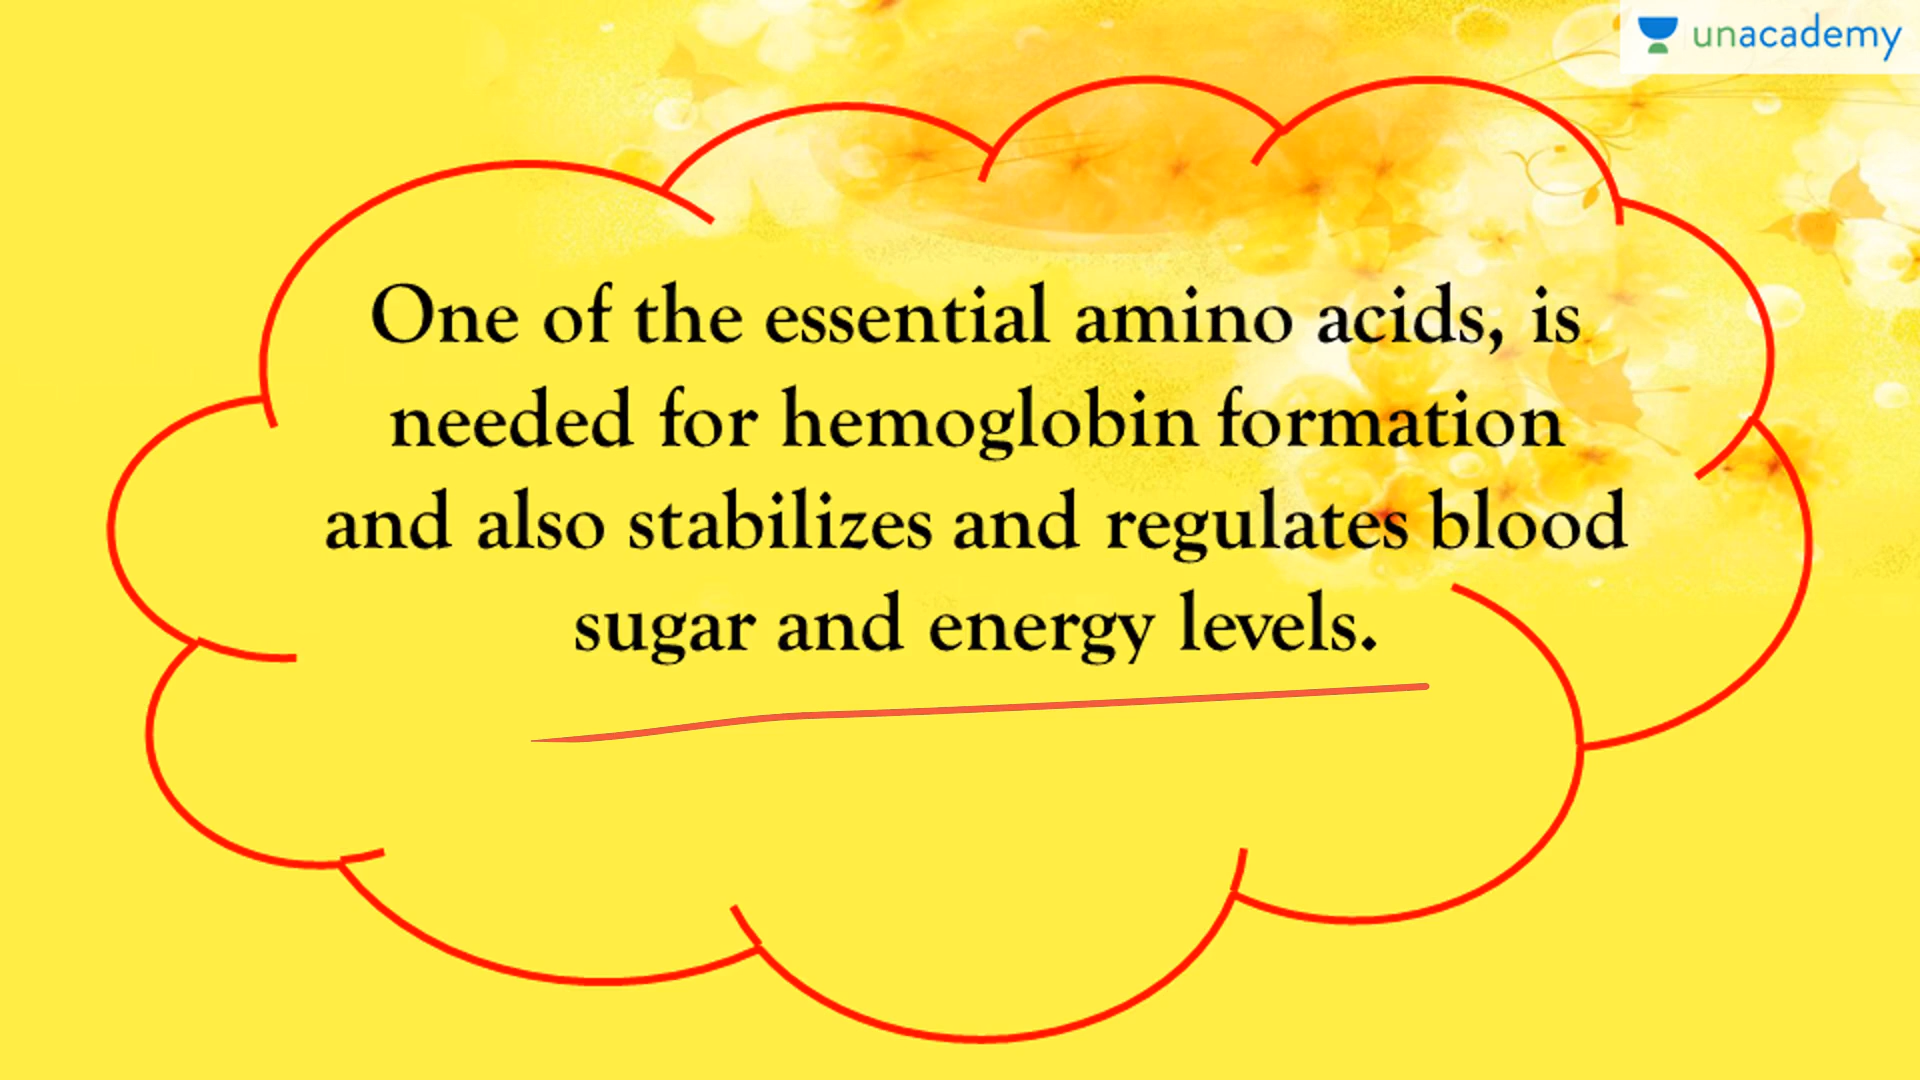 unacademy
One of the essential amino acids, is
needed for hemoglobin formation
and also stabilizes and regulates blood
sugar and energy levels.